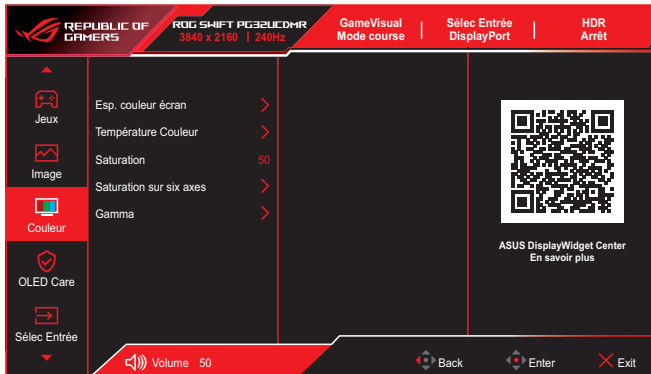 REPUBLIC OF
GAMERS
ROG SWIFT PG32UCDMR
3840 x 2160 | 240Hz
GameVisual
Mode course
Sélec Entrée
DisplayPort
HDR
Arrêt
Jeux
Image
Couleur
OLED Care
Sélec Entrée
Esp. couleur écran
Température Couleur
Saturation 50
Saturation sur six axes
Gamma
ASUS DisplayWidget Center
En savoir plus
Volume 50
Back
Enter
Exit